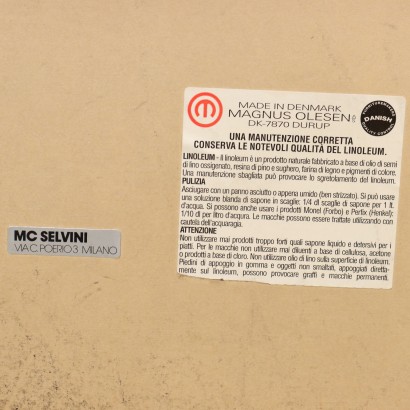 MADE IN DENMARK
MAGNUS OLESEN
DK-7870 DURUP
DANISH
UNA MANUTENZIONE CORRETTA
CONSERVA LE NOTEVOLI QUALITÀ DEL LINOLEUM.
LINOLEUM - il linoleum è un prodotto naturale fabbricato a base di olio di semi
di lino ossigenato, resina di pino e sughero, farina di legno e pigmenti di colore.
Una manutenzione sbagliata può provocare lo sgretolamento del linoleum.
PULIZIA
Asciugare con un panno asciutto o appena umido (ben strizzato). Si può usare
una soluzione blanda di sapone in scaglie: 1/4 di scaglie di sapone per 1 lt.
d'acqua. Si possono anche usare i prodotti Monel (Forbo) o Perfix (Henkel);
1/10 di per litro d'acqua. Le macchie possono essere trattate utilizzando con
cautela dell'acquaragia.
ATTENZIONE
Non utilizzare mai prodotti troppo forti quali sapone liquido e detersivi per i
piatti. Per le macchie non utilizzare mai diluenti a base di cellulosa, acetone
o prodotti a base di cloro. Non utilizzare olio di lino sulla superficie di linoleum.
Piedini di appoggio in gomma e oggetti non smaltati, appoggiati diretta-
mente sul linoleum, possono provocare graffi e macchie permanenti.
MC SELVINI
VIA C. POERIO 3 MILANO